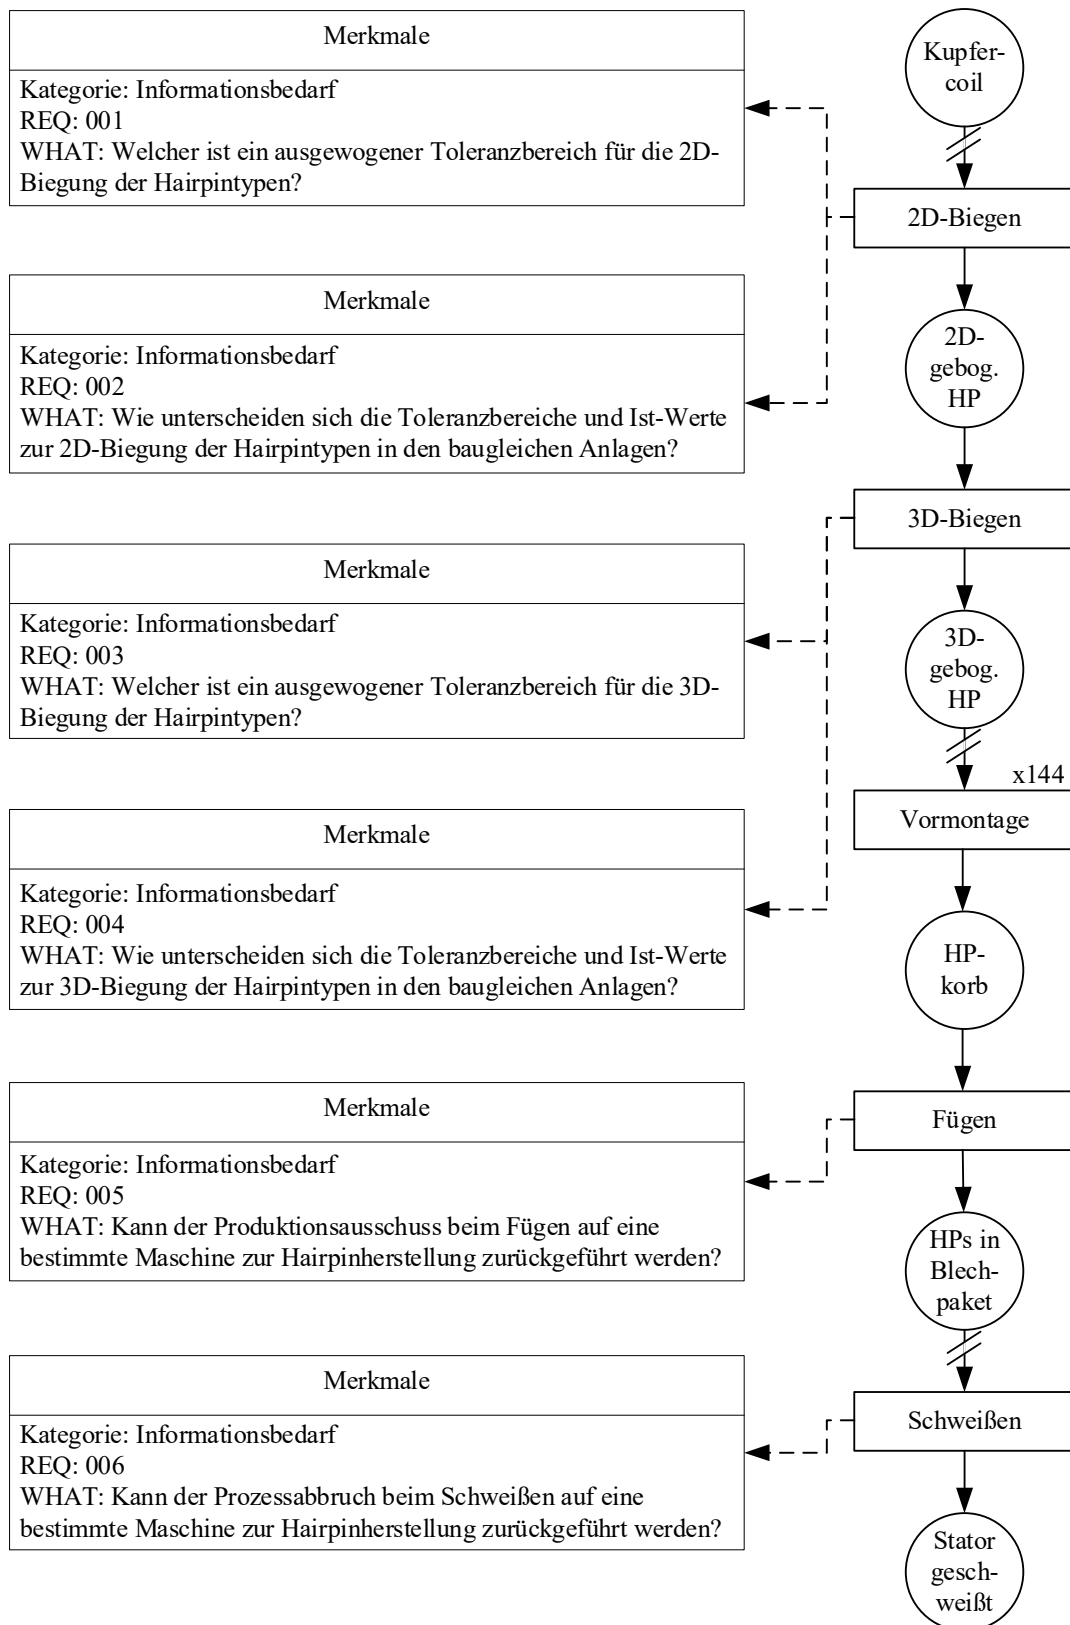 Merkmale
Kategorie: Informationsbedarf
REQ: 001
WHAT: Welcher ist ein ausgewogener Toleranzbereich für die 2D-
Biegung der Hairpintypen?
Merkmale
Kategorie: Informationsbedarf
REQ: 002
WHAT: Wie unterscheiden sich die Toleranzbereiche und Ist-Werte
zur 2D-Biegung der Hairpintypen in den baugleichen Anlagen?
Merkmale
Kategorie: Informationsbedarf
REQ: 003
WHAT: Welcher ist ein ausgewogener Toleranzbereich für die 3D-
Biegung der Hairpintypen?
Merkmale
Kategorie: Informationsbedarf
REQ: 004
WHAT: Wie unterscheiden sich die Toleranzbereiche und Ist-Werte
zur 3D-Biegung der Hairpintypen in den baugleichen Anlagen?
Merkmale
Kategorie: Informationsbedarf
REQ: 005
WHAT: Kann der Produktionsausschuss beim Fügen auf eine
bestimmte Maschine zur Hairpinherstellung zurückgeführt werden?
Merkmale
Kategorie: Informationsbedarf
REQ: 006
WHAT: Kann der Prozessabbruch beim Schweißen auf eine
bestimmte Maschine zur Hairpinherstellung zurückgeführt werden?
Kupfer-
coil
2D-Biegen
2D-
gebog.
HP
3D-Biegen
3D-
gebog.
HP
x144
Vormontage
HP-
korb
Fügen
HPs in
Blech-
paket
Schweißen
Stator
gesch-
weißt